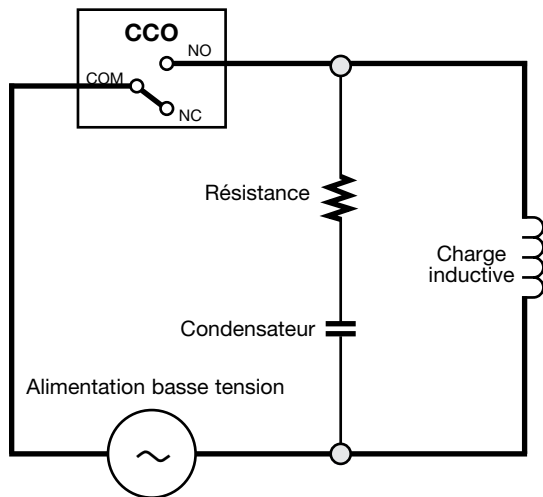 CCO
NO
COM
NC
Résistance
Charge
inductive
Condensateur
Alimentation basse tension